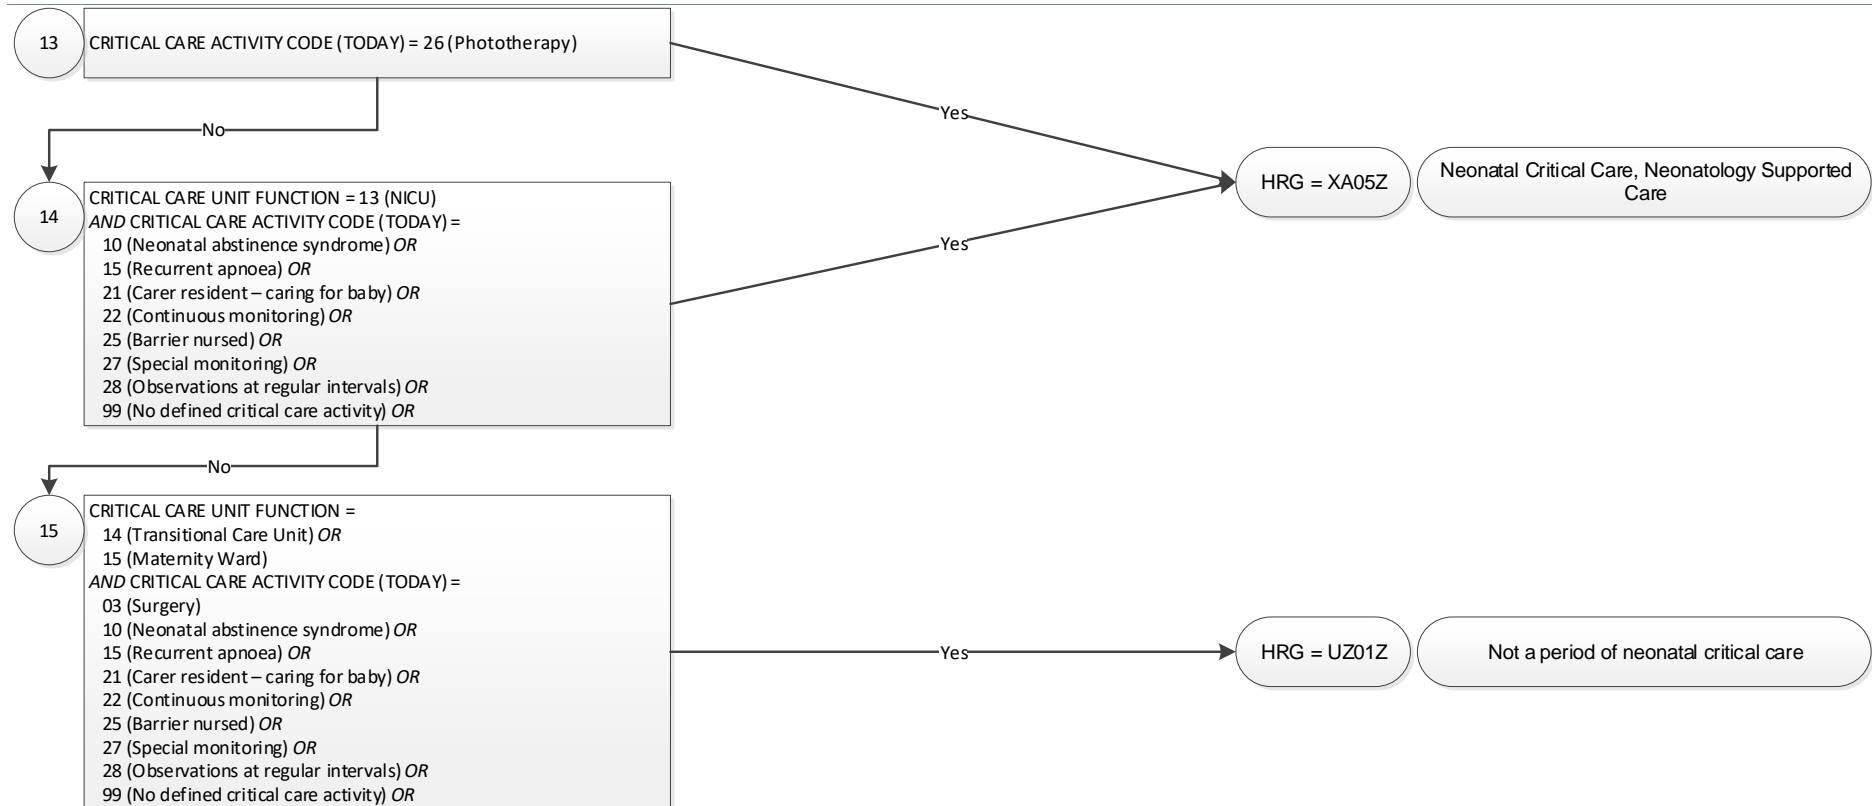 13
CRITICAL CARE ACTIVITY CODE (TODAY) = 26 (Phototherapy)
Yes
No
HRG = XA05Z
Neonatal Critical Care, Neonatology Supported
Care
14
CRITICAL CARE UNIT FUNCTION = 13 (NICU)
AND CRITICAL CARE ACTIVITY CODE (TODAY) =
10 (Neonatal abstinence syndrome) OR
15 (Recurrent apnoea) OR
21 (Carer resident – caring for baby) OR
22 (Continuous monitoring) OR
25 (Barrier nursed) OR
27 (Special monitoring) OR
28 (Observations at regular intervals) OR
99 (No defined critical care activity) OR
Yes
No
15
CRITICAL CARE UNIT FUNCTION =
14 (Transitional Care Unit) OR
15 (Maternity Ward)
AND CRITICAL CARE ACTIVITY CODE (TODAY) =
03 (Surgery)
10 (Neonatal abstinence syndrome) OR
15 (Recurrent apnoea) OR
21 (Carer resident – caring for baby) OR
22 (Continuous monitoring) OR
25 (Barrier nursed) OR
27 (Special monitoring) OR
28 (Observations at regular intervals) OR
99 (No defined critical care activity) OR
Yes
HRG = UZ01Z
Not a period of neonatal critical care